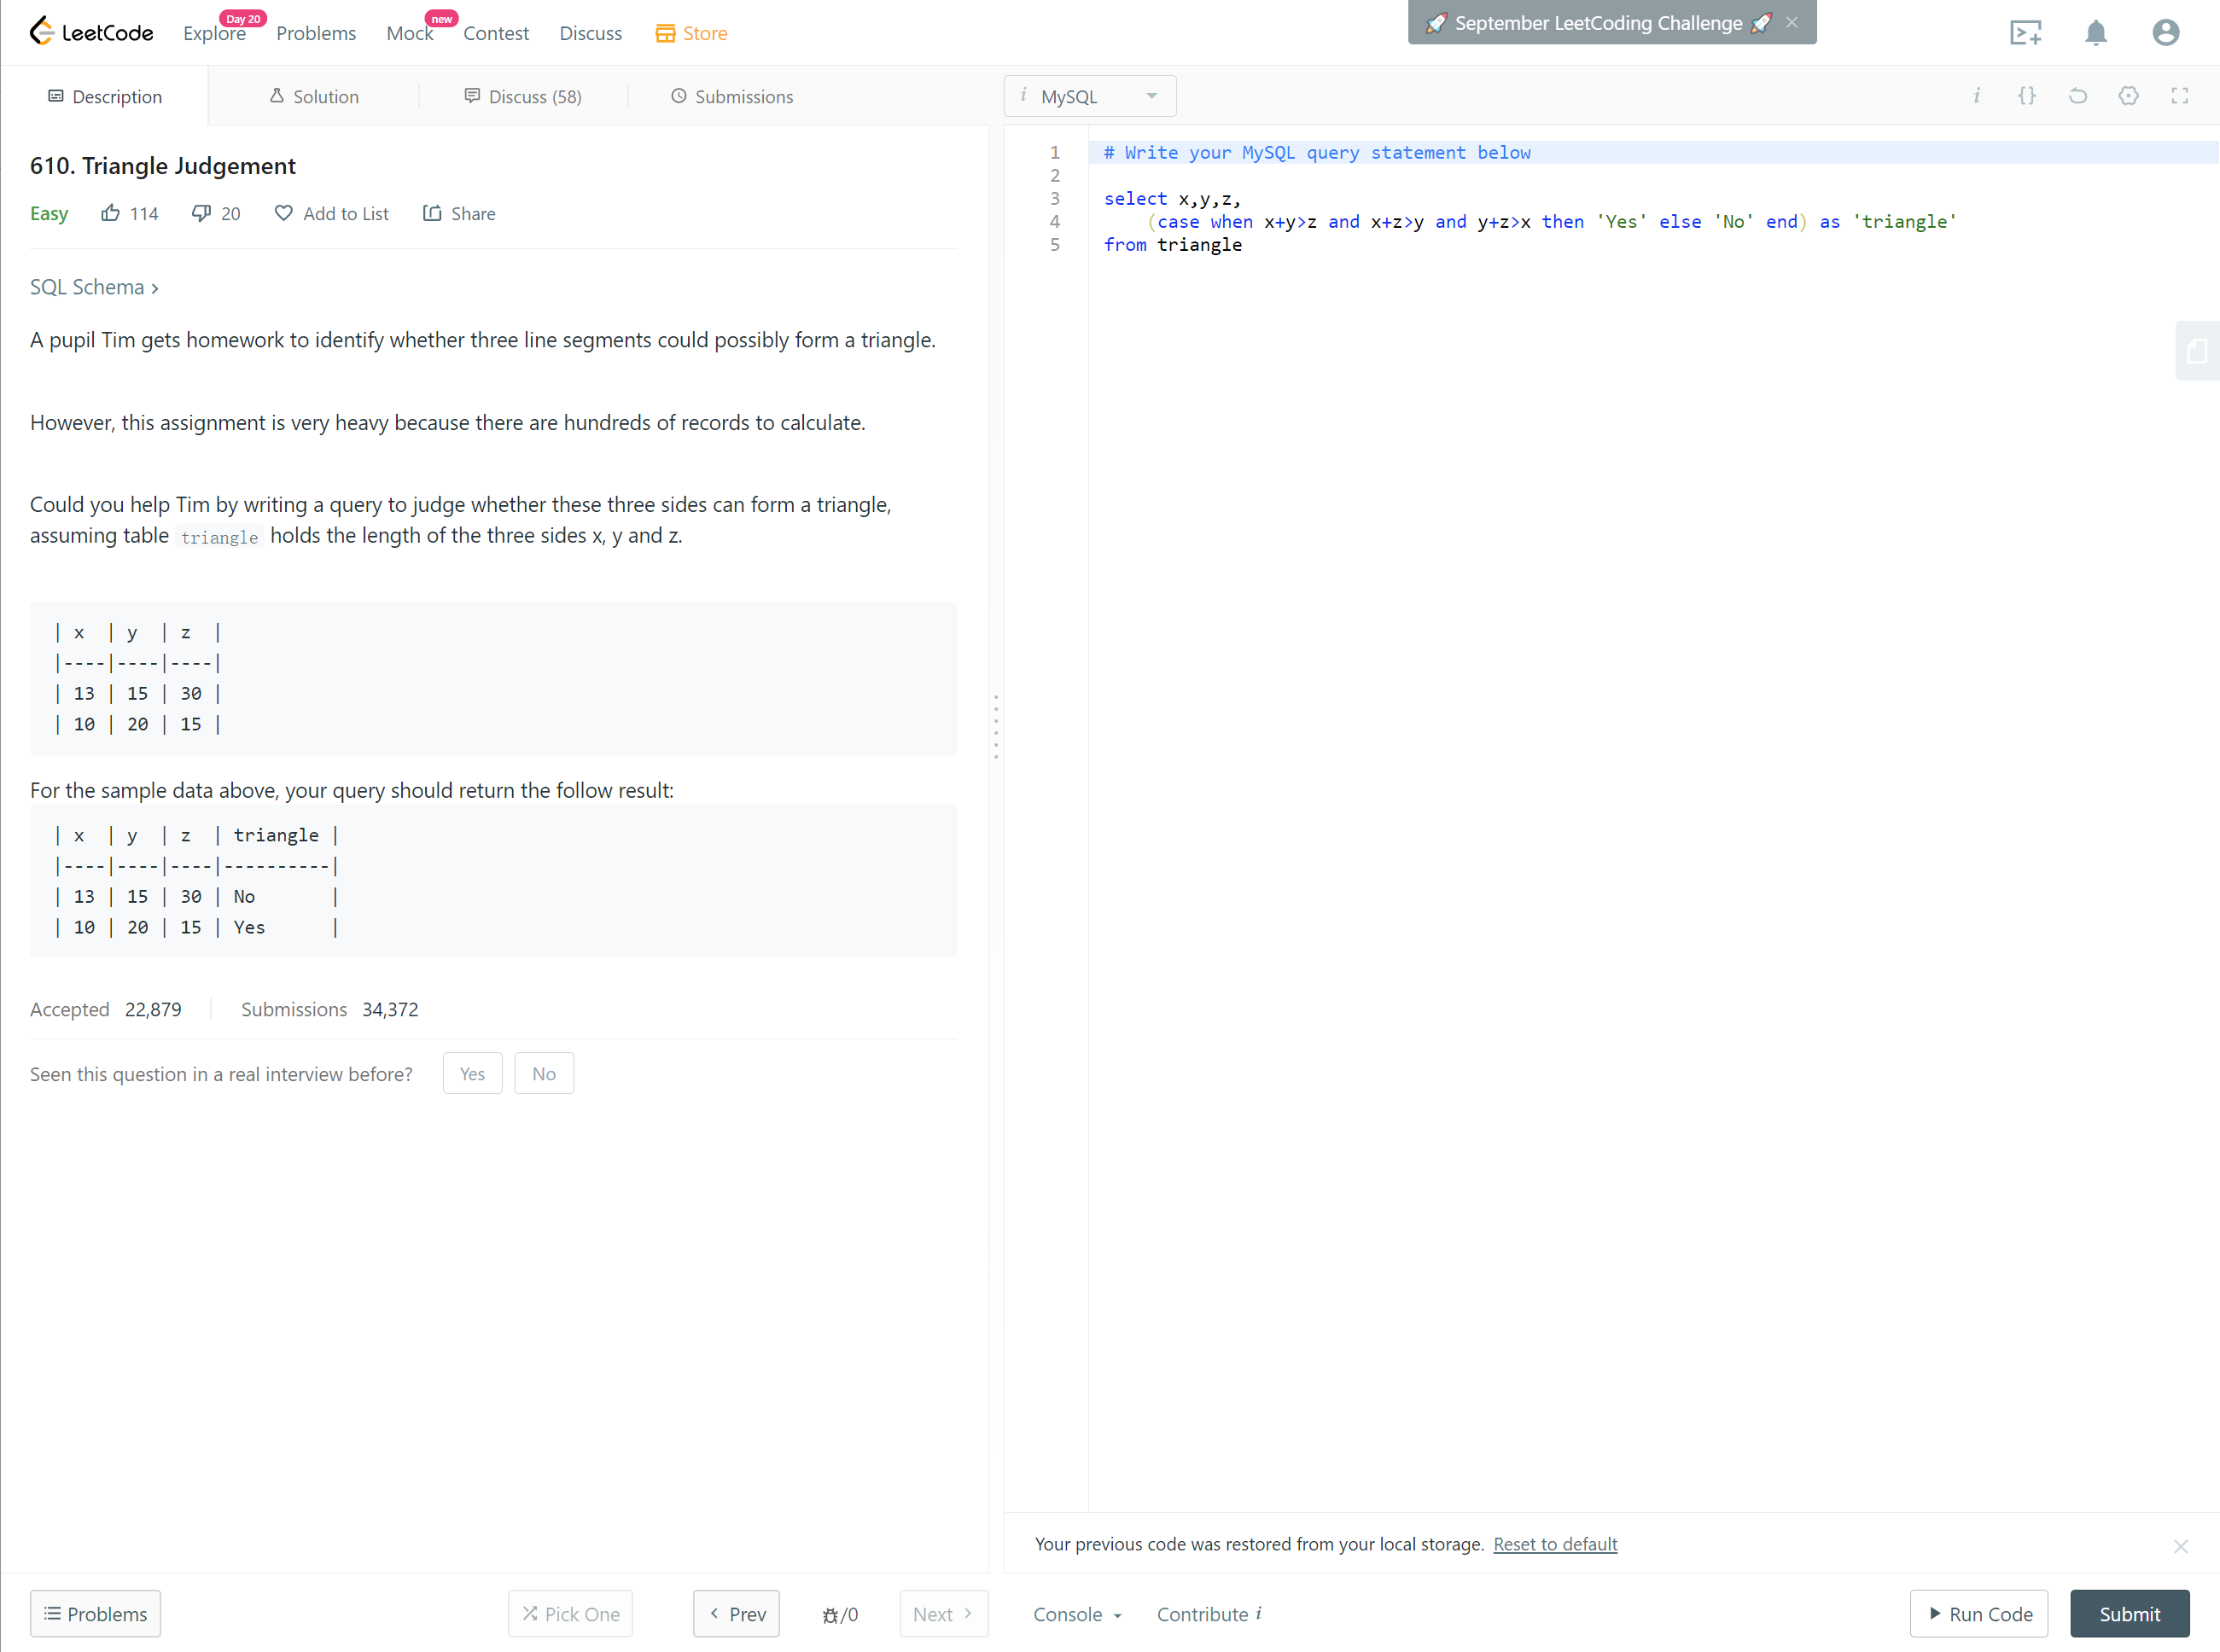 LeetCode Explore Day 20 Problems Mock new Contest Discuss Store
🚀 September LeetCoding Challenge 🚀 ×
Description Solution Discuss (58) Submissions
610. Triangle Judgement
Easy 114 20 Add to List Share
SQL Schema ›
A pupil Tim gets homework to identify whether three line segments could possibly form a triangle.
However, this assignment is very heavy because there are hundreds of records to calculate.
Could you help Tim by writing a query to judge whether these three sides can form a triangle,
assuming table triangle holds the length of the three sides x, y and z.
| x  | y  | z  |
|----|----|----|
| 13 | 15 | 30 |
| 10 | 20 | 15 |
For the sample data above, your query should return the follow result:
| x  | y  | z  | triangle |
|----|----|----|----------|
| 13 | 15 | 30 | No       |
| 10 | 20 | 15 | Yes      |
Accepted 22,879 Submissions 34,372
Seen this question in a real interview before? Yes No
Problems Pick One ‹ Prev /0 Next ›
i MySQL
i {}
1 # Write your MySQL query statement below
2
3 select x,y,z,
4     (case when x+y>z and x+z>y and y+z>x then 'Yes' else 'No' end) as 'triangle'
5 from triangle
Your previous code was restored from your local storage. Reset to default ×
Console Contribute i Run Code Submit